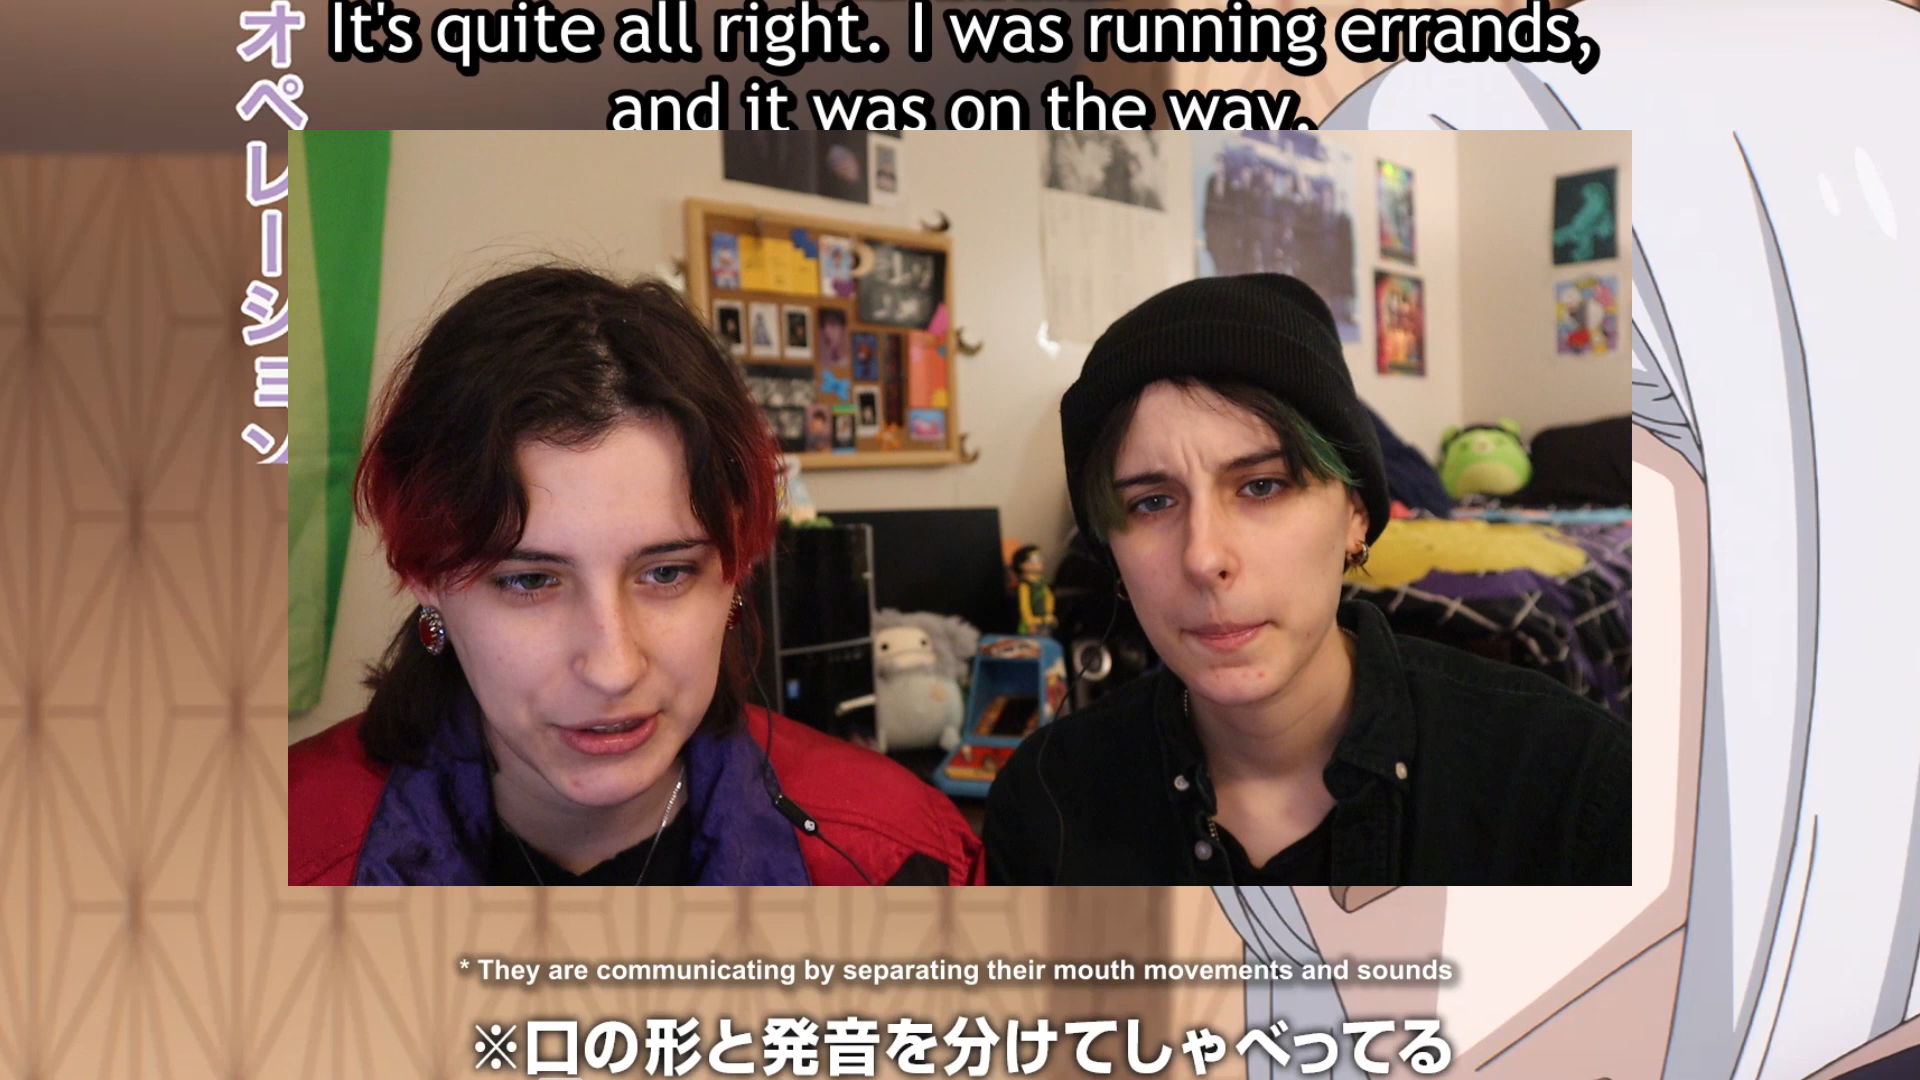 オペレーション
It's quite all right. I was running errands,
and it was on the way.
* They are communicating by separating their mouth movements and sounds
※口の形と発音を分けてしゃべってる